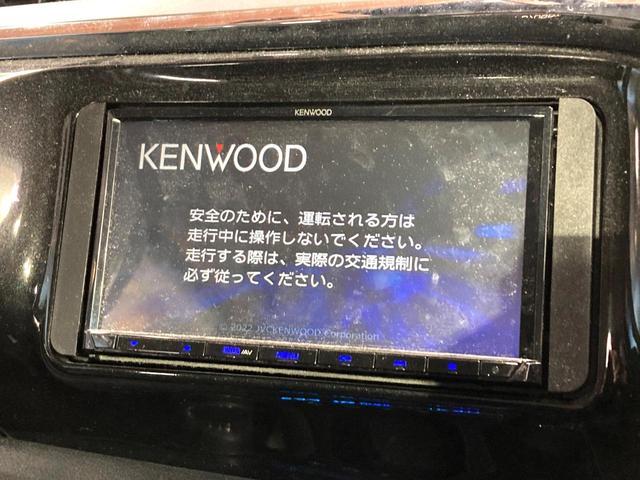 KENWOOD
KENWOOD
安全のために、運転される方は
走行中に操作しないでください。
走行する際は、実際の交通規制に
必ず従ってください。
© 2022 JVCKENWOOD Corporation
MENU